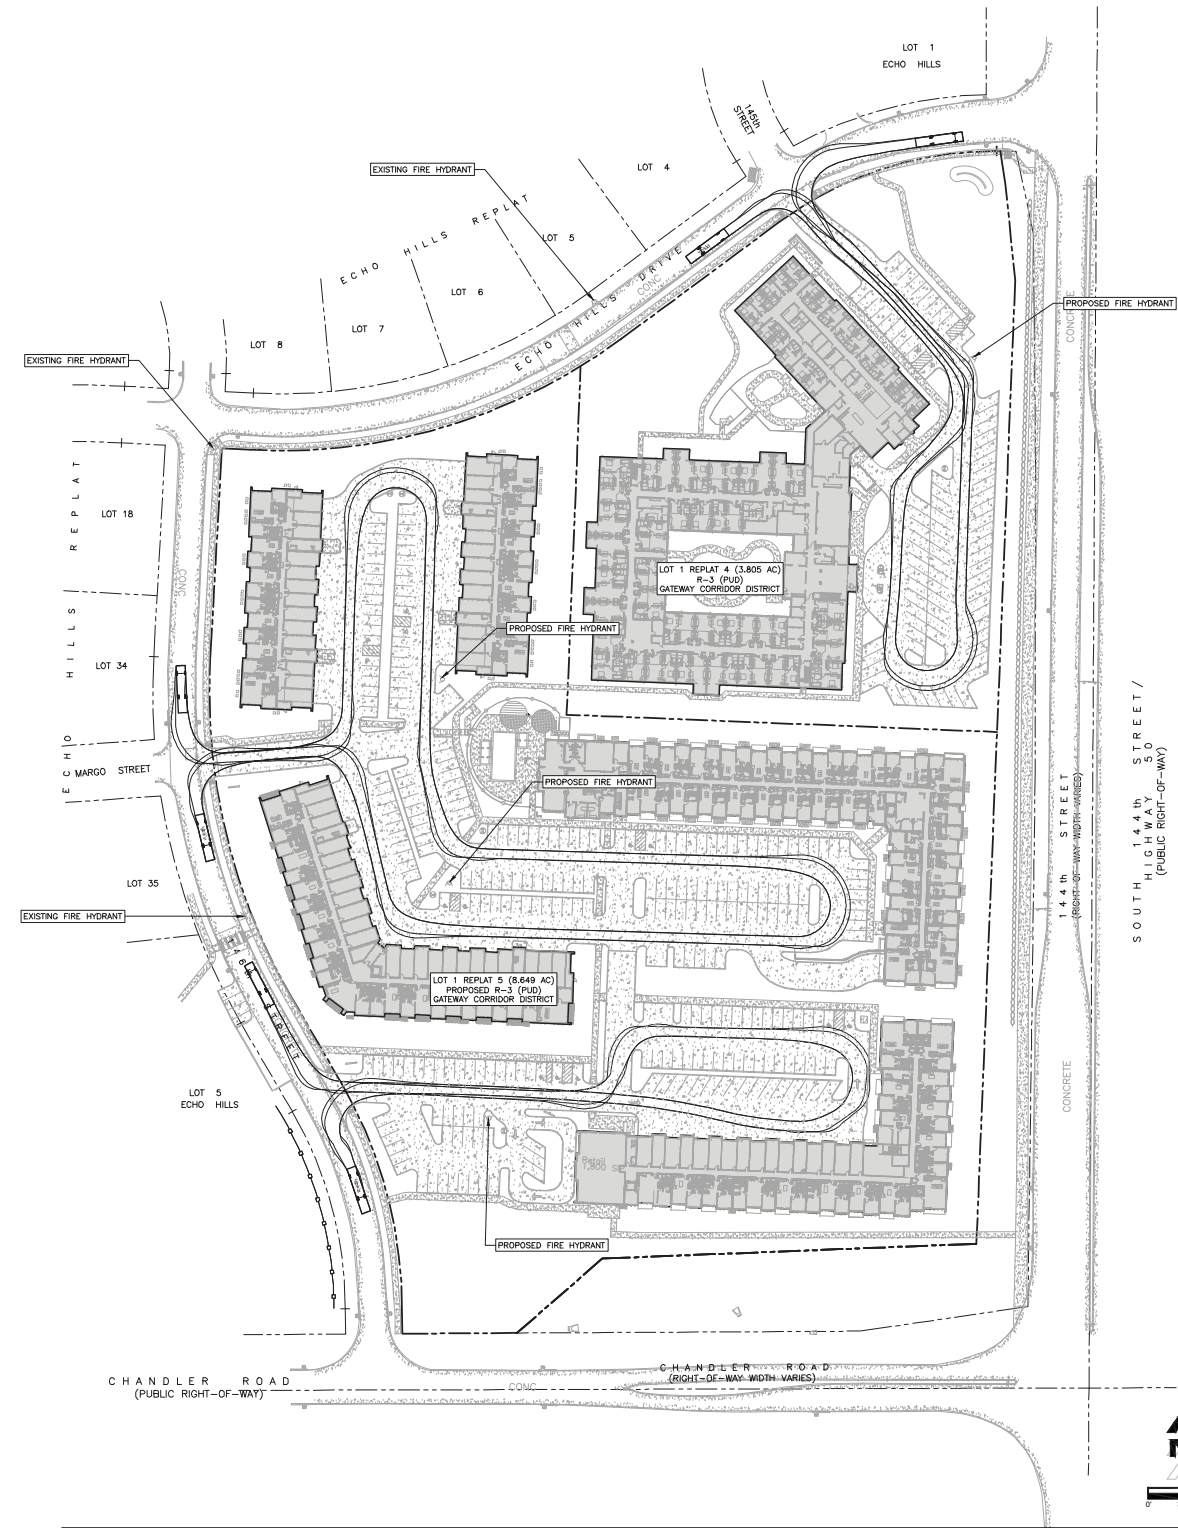 LOT 1
ECHO HILLS
145th
STREET
EXISTING FIRE HYDRANT
LOT 4
ECHO HILLS REPLAT
LOT 5
LOT 6
LOT 7
LOT 8
ECHO HILLS DRIVE
CONC
PROPOSED FIRE HYDRANT
CONCRETE
EXISTING FIRE HYDRANT
LOT 18
CONC
ECHO HILLS REPLAT
LOT 34
LOT 1 REPLAT 4 (3.805 AC)
R-3 (PUD)
GATEWAY CORRIDOR DISTRICT
PROPOSED FIRE HYDRANT
MARGO STREET
PROPOSED FIRE HYDRANT
SOUTH 144th STREET/
HIGHWAY 50
(PUBLIC RIGHT-OF-WAY)
144th STREET
(RIGHT-OF-WAY WIDTH VARIES)
LOT 35
EXISTING FIRE HYDRANT
146th STREET
LOT 1 REPLAT 5 (8.649 AC)
PROPOSED R-3 (PUD)
GATEWAY CORRIDOR DISTRICT
LOT 5
ECHO HILLS
CONCRETE
Retail
PROPOSED FIRE HYDRANT
CHANDLER ROAD
(PUBLIC RIGHT-OF-WAY)
CHANDLER ROAD
(RIGHT-OF-WAY WIDTH VARIES)
CONC
0'